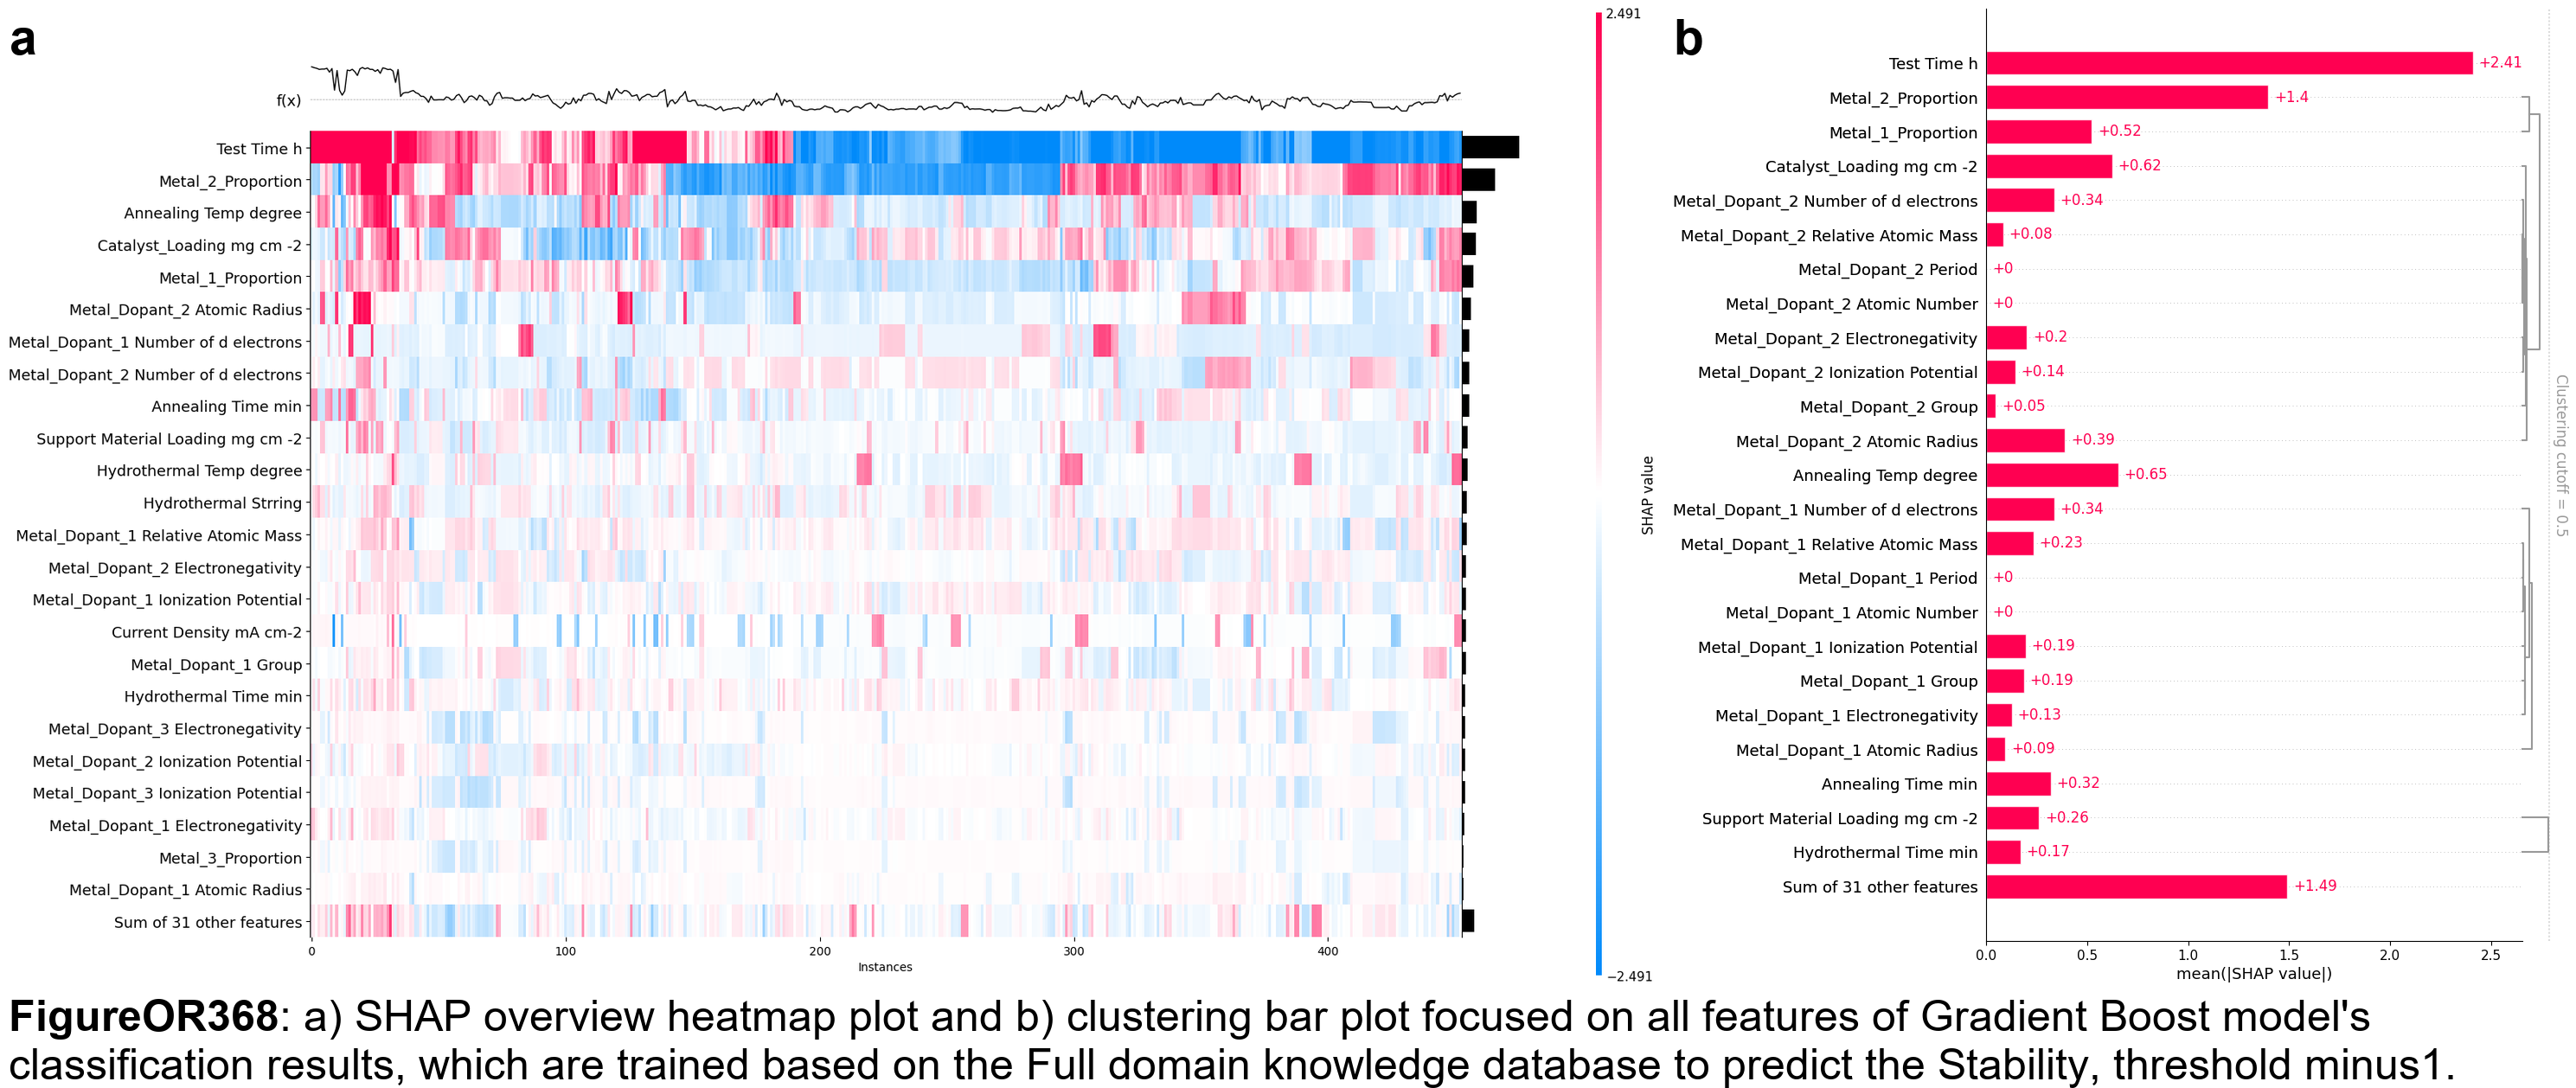 a
f(x)
Test Time h
Metal_2_Proportion
Annealing Temp degree
Catalyst_Loading mg cm -2
Metal_1_Proportion
Metal_Dopant_2 Atomic Radius
Metal_Dopant_1 Number of d electrons
Metal_Dopant_2 Number of d electrons
Annealing Time min
Support Material Loading mg cm -2
Hydrothermal Temp degree
Hydrothermal Strring
Metal_Dopant_1 Relative Atomic Mass
Metal_Dopant_2 Electronegativity
Metal_Dopant_1 Ionization Potential
Current Density mA cm-2
Metal_Dopant_1 Group
Hydrothermal Time min
Metal_Dopant_3 Electronegativity
Metal_Dopant_2 Ionization Potential
Metal_Dopant_3 Ionization Potential
Metal_Dopant_1 Electronegativity
Metal_3_Proportion
Metal_Dopant_1 Atomic Radius
Sum of 31 other features
0 100 200 300 400
Instances
2.491
SHAP value
−2.491
b
Test Time h +2.41
Metal_2_Proportion +1.4
Metal_1_Proportion +0.52
Catalyst_Loading mg cm -2 +0.62
Metal_Dopant_2 Number of d electrons +0.34
Metal_Dopant_2 Relative Atomic Mass +0.08
Metal_Dopant_2 Period +0
Metal_Dopant_2 Atomic Number +0
Metal_Dopant_2 Electronegativity +0.2
Metal_Dopant_2 Ionization Potential +0.14
Metal_Dopant_2 Group +0.05
Metal_Dopant_2 Atomic Radius +0.39
Annealing Temp degree +0.65
Metal_Dopant_1 Number of d electrons +0.34
Metal_Dopant_1 Relative Atomic Mass +0.23
Metal_Dopant_1 Period +0
Metal_Dopant_1 Atomic Number +0
Metal_Dopant_1 Ionization Potential +0.19
Metal_Dopant_1 Group +0.19
Metal_Dopant_1 Electronegativity +0.13
Metal_Dopant_1 Atomic Radius +0.09
Annealing Time min +0.32
Support Material Loading mg cm -2 +0.26
Hydrothermal Time min +0.17
Sum of 31 other features +1.49
0.0 0.5 1.0 1.5 2.0 2.5
mean(|SHAP value|)
Clustering cutoff = 0.5
FigureOR368: a) SHAP overview heatmap plot and b) clustering bar plot focused on all features of Gradient Boost model's
classification results, which are trained based on the Full domain knowledge database to predict the Stability, threshold minus1.